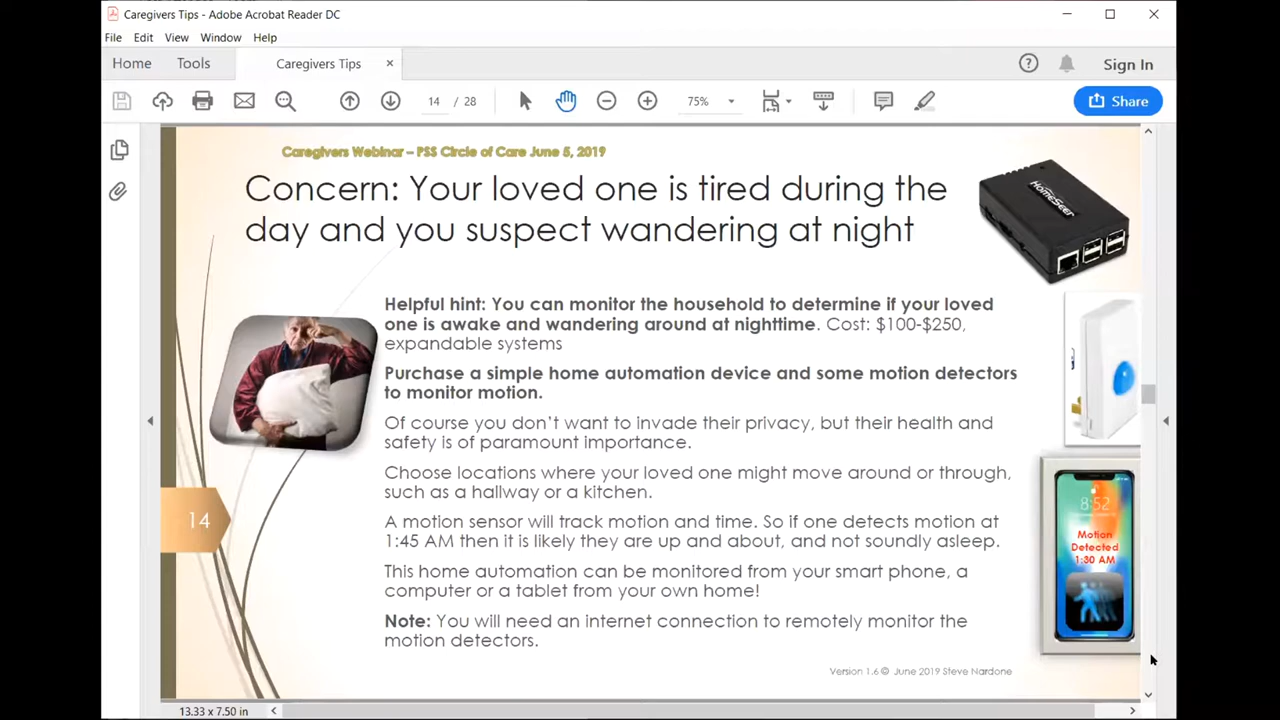 Caregivers Tips - Adobe Acrobat Reader DC
File Edit View Window Help
Home Tools Caregivers Tips × Sign In
14 / 28 75% Share
Caregivers Webinar – PSS Circle of Care June 5, 2019
Concern: Your loved one is tired during the
day and you suspect wandering at night
HomeSeer
Helpful hint: You can monitor the household to determine if your loved
one is awake and wandering around at nighttime. Cost: $100-$250,
expandable systems
Purchase a simple home automation device and some motion detectors
to monitor motion.
Of course you don’t want to invade their privacy, but their health and
safety is of paramount importance.
Choose locations where your loved one might move around or through,
such as a hallway or a kitchen.
14
A motion sensor will track motion and time. So if one detects motion at
1:45 AM then it is likely they are up and about, and not soundly asleep.
8:52
Motion
Detected
1:30 AM
This home automation can be monitored from your smart phone, a
computer or a tablet from your own home!
Note: You will need an internet connection to remotely monitor the
motion detectors.
Version 1.6 © June 2019 Steve Nardone
13.33 x 7.50 in